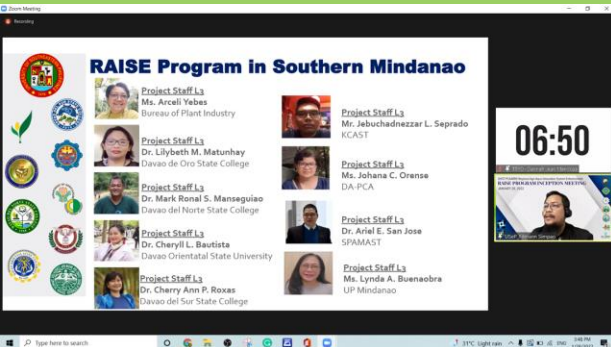 Zoom Meeting
Recording
RAISE Program in Southern Mindanao
Project Staff L3
Ms. Arceli Yebes
Bureau of Plant Industry
Project Staff L3
Dr. Lilybeth M. Matunhay
Davao de Oro State College
Project Staff L3
Dr. Mark Ronal S. Manseguiao
Davao del Norte State College
Project Staff L3
Dr. Cheryll L. Bautista
Davao Orientatal State University
Project Staff L3
Dr. Cherry Ann P. Roxas
Davao del Sur State College
Project Staff L3
Mr. Jebuchadnezzar L. Seprado
KCAST
Project Staff L3
Ms. Johana C. Orense
DA-PCA
Project Staff L3
Dr. Ariel E. San Jose
SPAMAST
Project Staff L3
Ms. Lynda A. Buenaobra
UP Mindanao
06:50
RAISE PROGRAM INCEPTION MEETING
Type here to search
31°C Light rain
ENG
3:46 PM